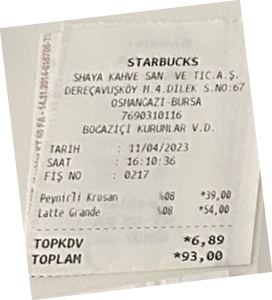 STARBUCKS
SHAYA KAHVE SAN. VE TİC.A.Ş.
DEREÇAVUŞKÖY M.4.DİLEK S.NO:67
OSMANGAZİ-BURSA
7690310116
BOĞAZİÇİ KURUMLAR V.D.
TARİH : 11/04/2023
SAAT : 16:10:36
FİŞ NO : 0217
Peynirli Kruasan %08 *39,00
Latte Grande %08 *54,00
TOPKDV *6,89
TOPLAM *93,00